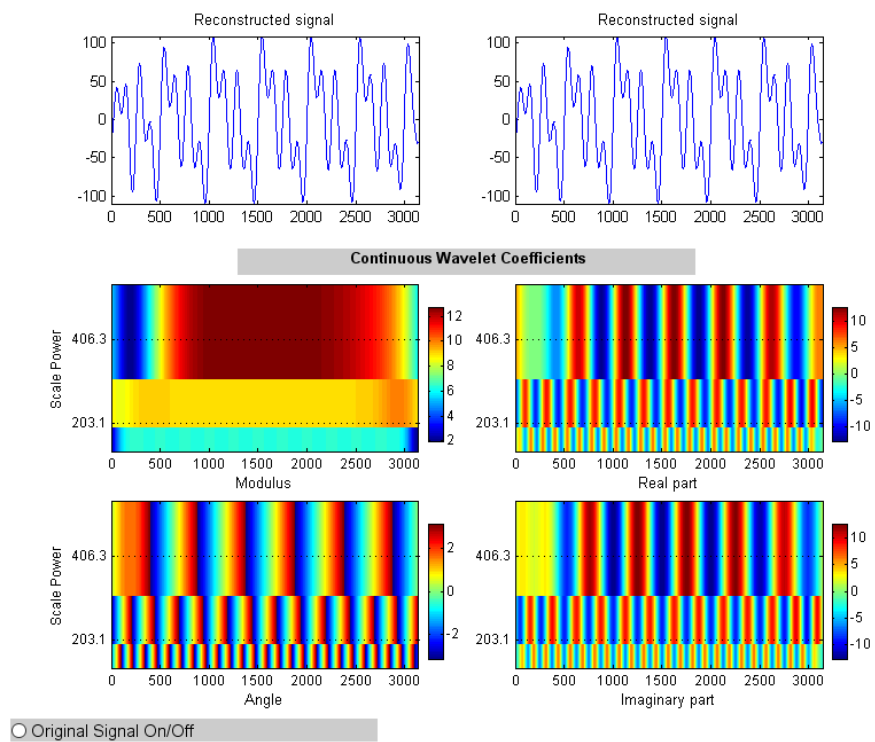 Reconstructed signal
Reconstructed signal
100
50
0
-50
-100
0 500 1000 1500 2000 2500 3000
100
50
0
-50
-100
0 500 1000 1500 2000 2500 3000
Continuous Wavelet Coefficients
Scale Power
406.3
203.1
0 500 1000 1500 2000 2500 3000
Modulus
12
10
8
6
4
2
406.3
203.1
0 500 1000 1500 2000 2500 3000
Real part
10
5
0
-5
-10
Scale Power
406.3
203.1
0 500 1000 1500 2000 2500 3000
Angle
2
0
-2
406.3
203.1
0 500 1000 1500 2000 2500 3000
Imaginary part
10
5
0
-5
-10
Original Signal On/Off